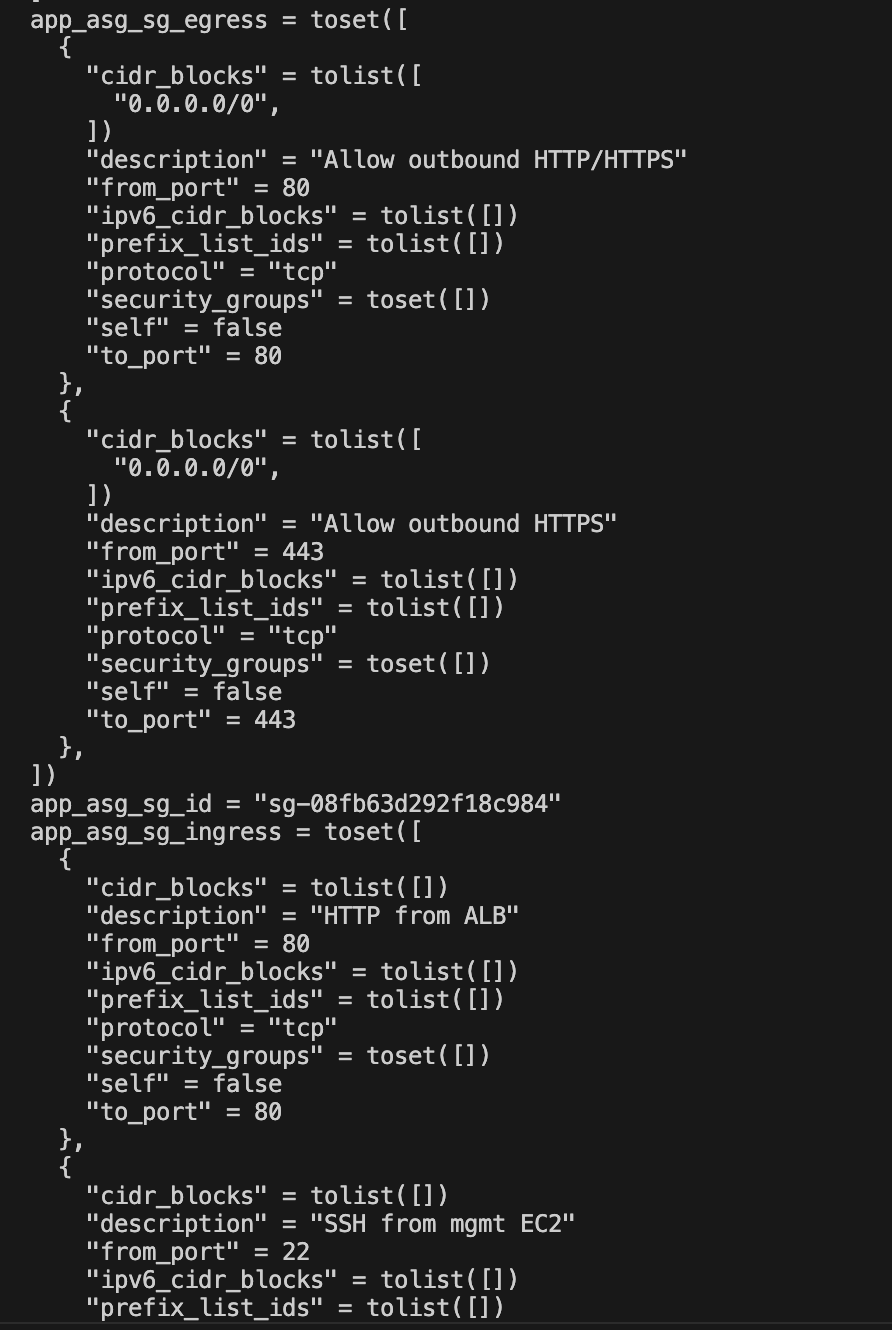 app_asg_sg_egress = toset([
  {
    "cidr_blocks" = tolist([
      "0.0.0.0/0",
    ])
    "description" = "Allow outbound HTTP/HTTPS"
    "from_port" = 80
    "ipv6_cidr_blocks" = tolist([])
    "prefix_list_ids" = tolist([])
    "protocol" = "tcp"
    "security_groups" = toset([])
    "self" = false
    "to_port" = 80
  },
  {
    "cidr_blocks" = tolist([
      "0.0.0.0/0",
    ])
    "description" = "Allow outbound HTTPS"
    "from_port" = 443
    "ipv6_cidr_blocks" = tolist([])
    "prefix_list_ids" = tolist([])
    "protocol" = "tcp"
    "security_groups" = toset([])
    "self" = false
    "to_port" = 443
  },
])
app_asg_sg_id = "sg-08fb63d292f18c984"
app_asg_sg_ingress = toset([
  {
    "cidr_blocks" = tolist([])
    "description" = "HTTP from ALB"
    "from_port" = 80
    "ipv6_cidr_blocks" = tolist([])
    "prefix_list_ids" = tolist([])
    "protocol" = "tcp"
    "security_groups" = toset([])
    "self" = false
    "to_port" = 80
  },
  {
    "cidr_blocks" = tolist([])
    "description" = "SSH from mgmt EC2"
    "from_port" = 22
    "ipv6_cidr_blocks" = tolist([])
    "prefix_list_ids" = tolist([])